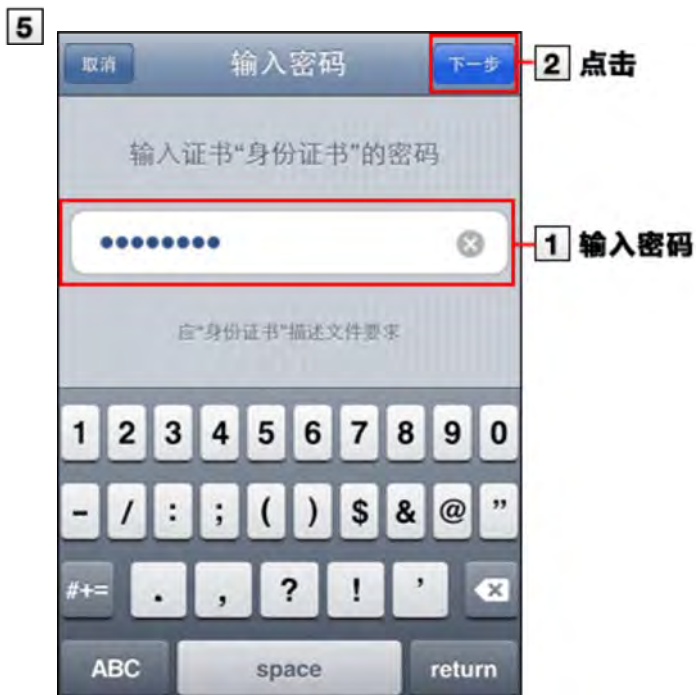 5
取消 输入密码 下一步 2 点击
输入证书“身份证书”的密码
●●●●●●●● 1 输入密码
应“身份证书”描述文件要求
1 2 3 4 5 6 7 8 9 0
- / : ; ( ) $ & @ ”
#+= . , ? ! ’
ABC space return